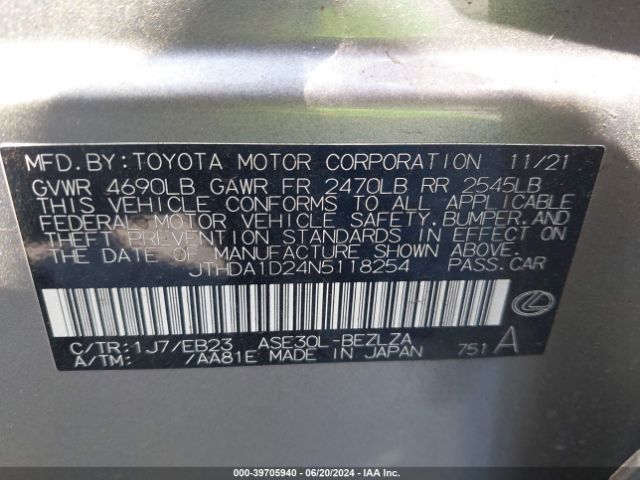 MFD.BY:TOYOTA MOTOR CORPORATION 11/21
GVWR 4690LB GAWR FR 2470LB RR 2545LB
THIS VEHICLE CONFORMS TO ALL APPLICABLE
FEDERAL MOTOR VEHICLE SAFETY, BUMPER, AND
THEFT PREVENTION STANDARDS IN EFFECT ON
THE DATE OF MANUFACTURE SHOWN ABOVE.
JTHDA1D24N5118254 PASS.CAR
C/TR:1J7/EB23 ASE30L-BEZLZA
A/TM: /AA81E MADE IN JAPAN 751 A
000-39705940 06/20/2024 IAA Inc.